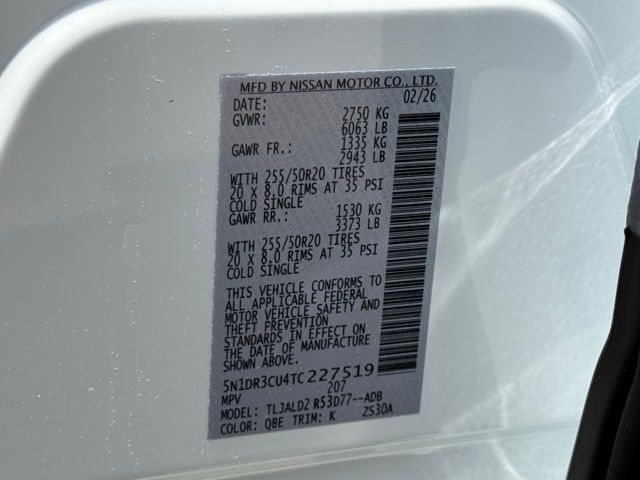 MFD BY NISSAN MOTOR CO., LTD.
DATE: 02/26
GVWR: 2750 KG
6063 LB
GAWR FR.: 1335 KG
2943 LB
WITH 255/50R20 TIRES
20 X 8.0 RIMS AT 35 PSI
COLD SINGLE
GAWR RR.: 1530 KG
3373 LB
WITH 255/50R20 TIRES
20 X 8.0 RIMS AT 35 PSI
COLD SINGLE
THIS VEHICLE CONFORMS TO
ALL APPLICABLE FEDERAL
MOTOR VEHICLE SAFETY AND
THEFT PREVENTION
STANDARDS IN EFFECT ON
THE DATE OF MANUFACTURE
SHOWN ABOVE.
5N1DR3CU4TC227519
MPV 207
MODEL: TLJALD2 R53D77--ADB
COLOR: QBE TRIM: K ZS30A